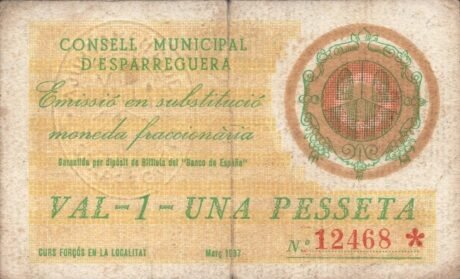 CONSELL MUNICIPAL
D'ESPARREGUERA
Emissió en substitució
moneda fraccionària
Garantida per dipòsit de Bitllets del "Banco de España"
VAL-1-UNA PESSETA
CURS FORÇÓS EN LA LOCALITAT
Març 1937
N.º 12468 *